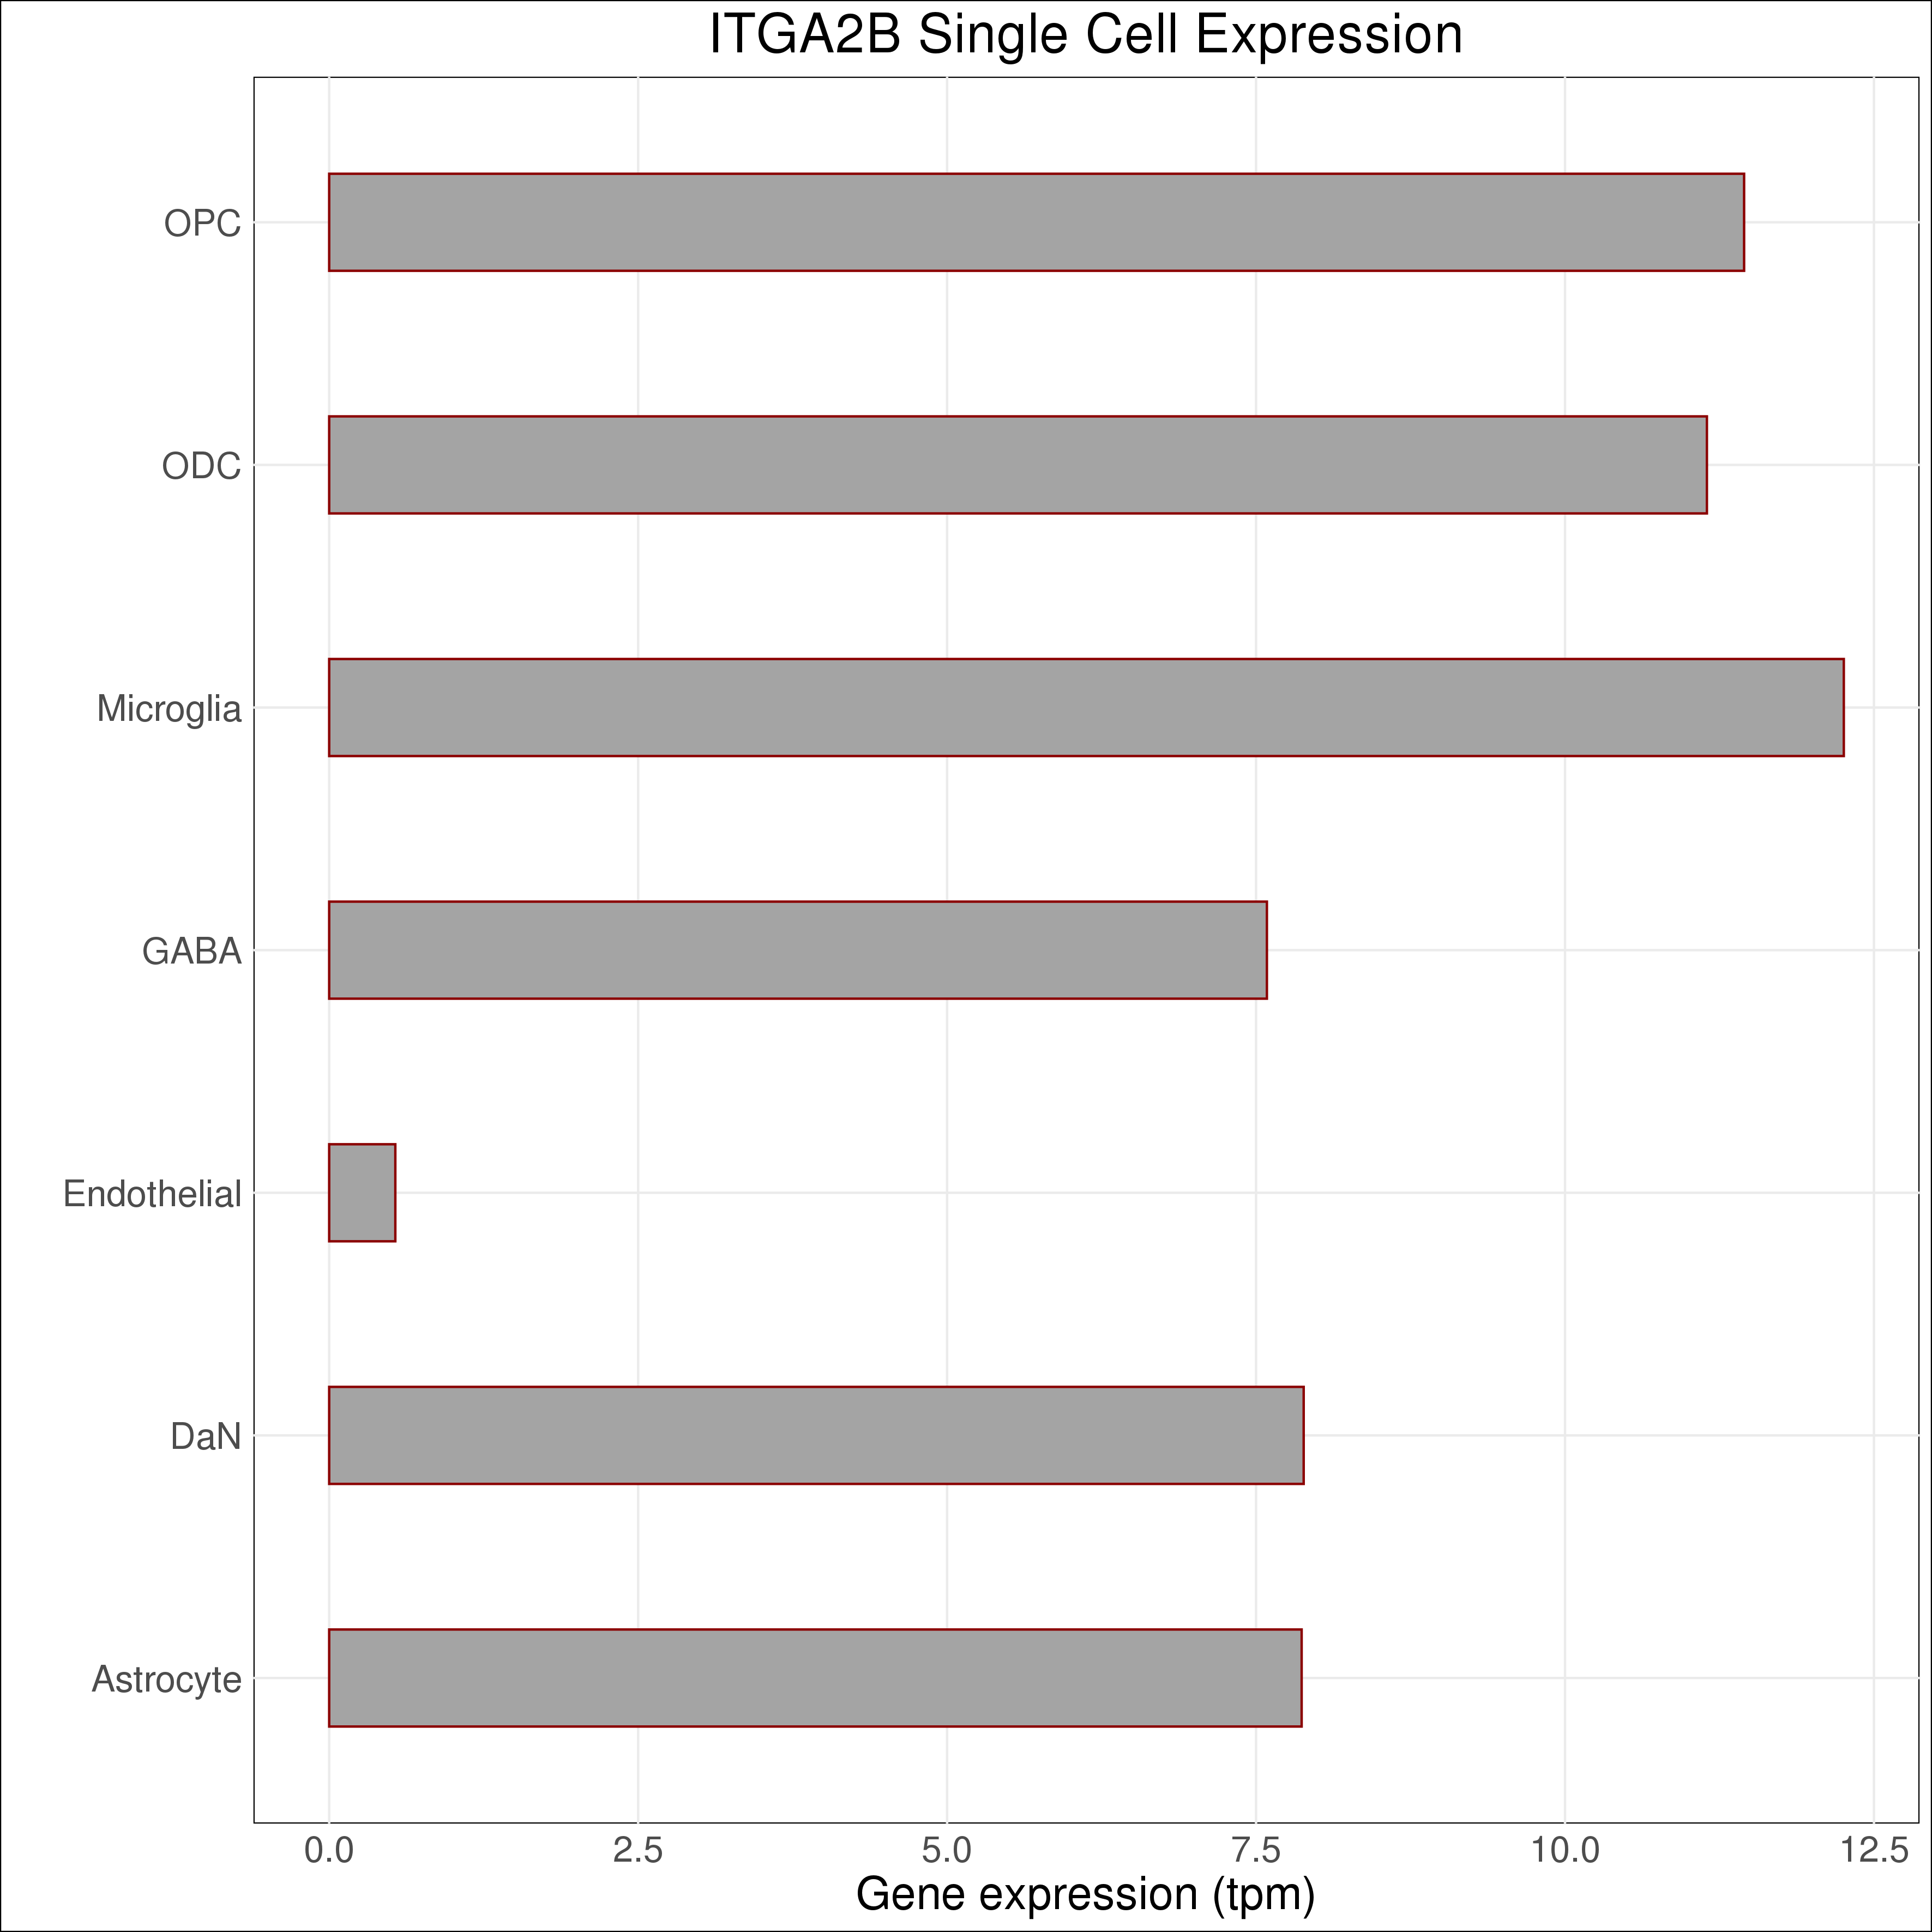 ITGA2B Single Cell Expression
OPC
ODC
Microglia
GABA
Endothelial
DaN
Astrocyte
0.0 2.5 5.0 7.5 10.0 12.5
Gene expression (tpm)